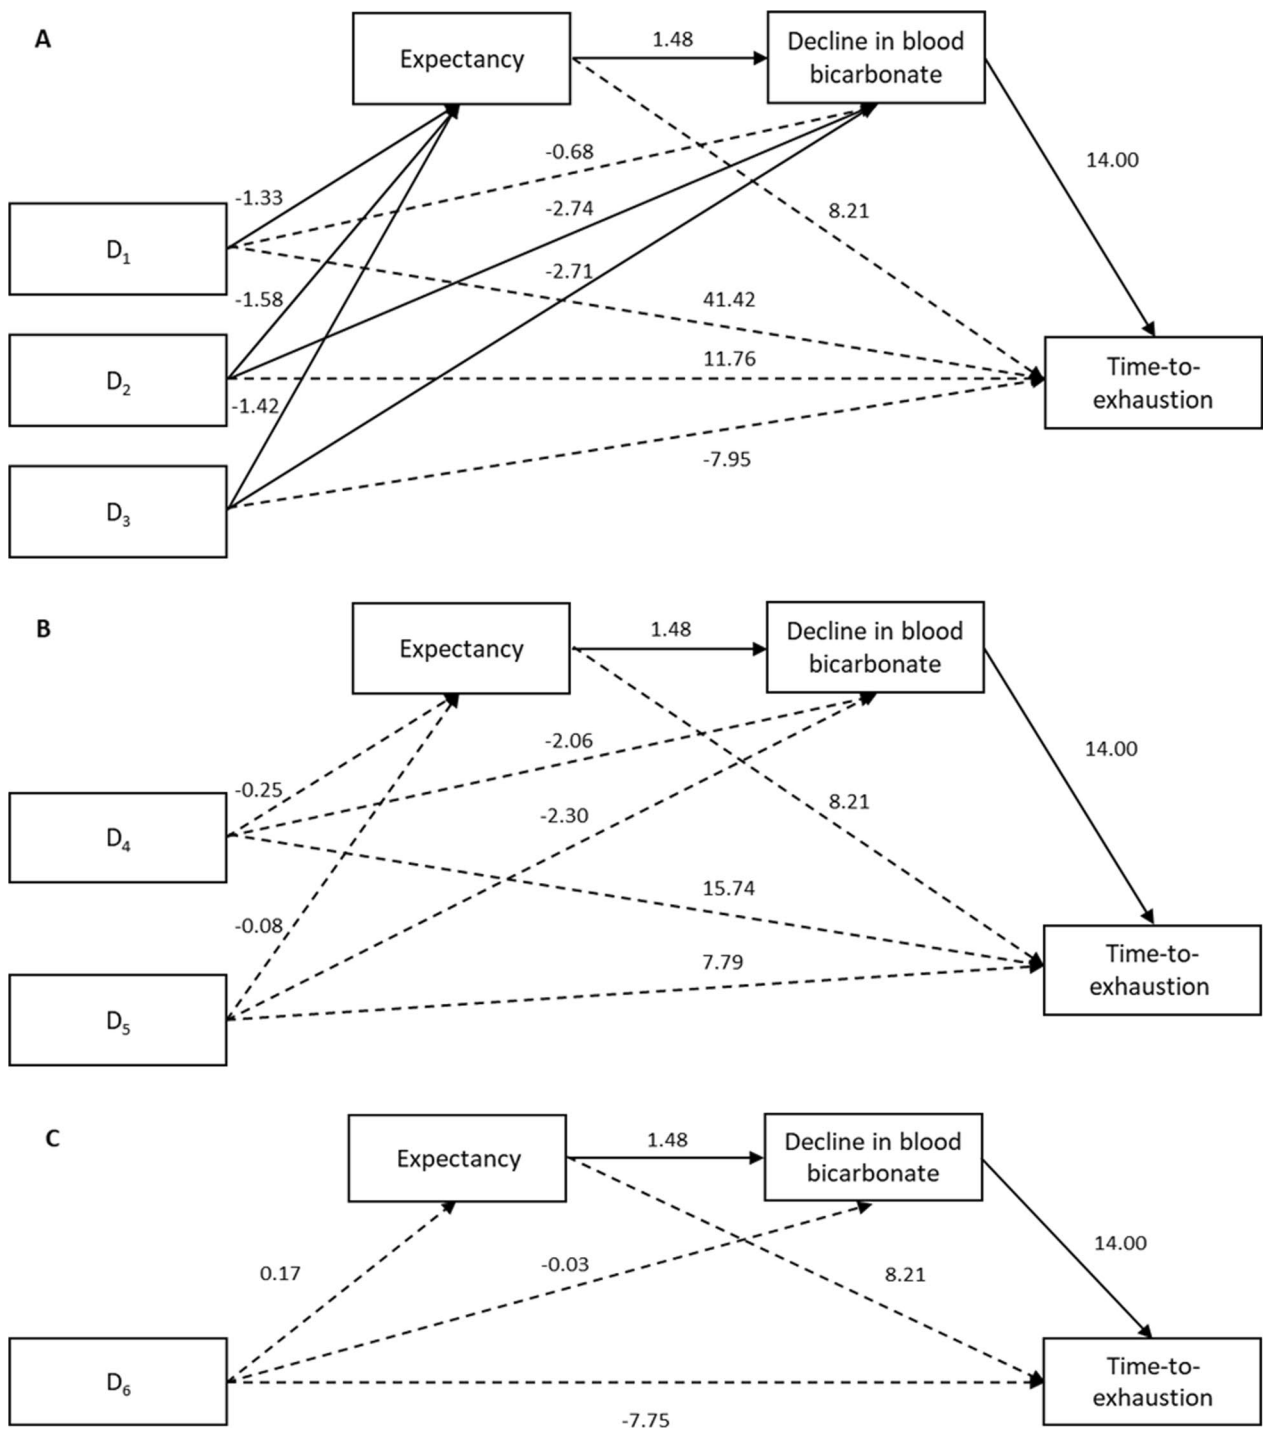 A
Expectancy
1.48
Decline in blood
bicarbonate
14.00
-0.68
-1.33
-2.74
8.21
D1
-2.71
-1.58
41.42
11.76
Time-to-
exhaustion
D2
-1.42
-7.95
D3
B
Expectancy
1.48
Decline in blood
bicarbonate
14.00
-2.06
-0.25
-2.30
8.21
D4
15.74
-0.08
7.79
Time-to-
exhaustion
D5
C
Expectancy
1.48
Decline in blood
bicarbonate
14.00
0.17
-0.03
8.21
D6
Time-to-
exhaustion
-7.75